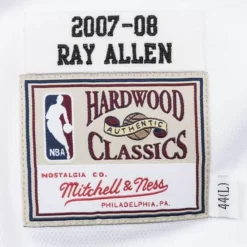 2007-08
RAY ALLEN
HARDWOOD
AUTHENTIC
CLASSICS
NBA
NOSTALGIA CO.
Mitchell & Ness
PHILADELPHIA, PA.
44(L)